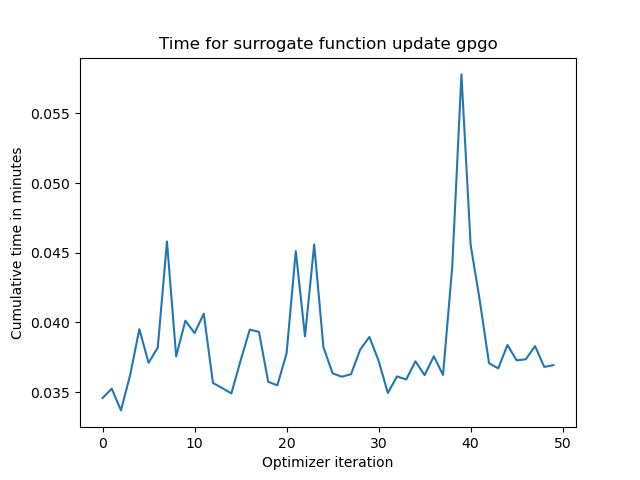 Time for surrogate function update gpgo
Cumulative time in minutes
0.055
0.050
0.045
0.040
0.035
0 10 20 30 40 50
Optimizer iteration